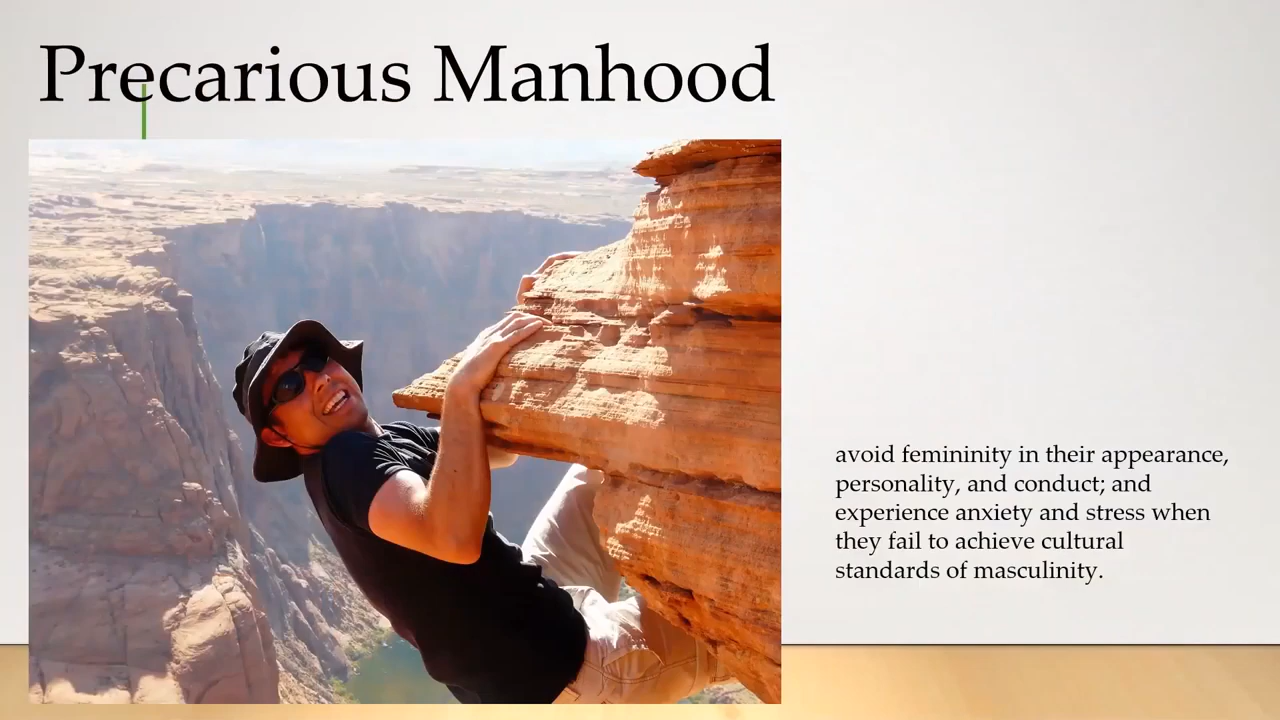 Precarious Manhood
avoid femininity in their appearance,
personality, and conduct; and
experience anxiety and stress when
they fail to achieve cultural
standards of masculinity.